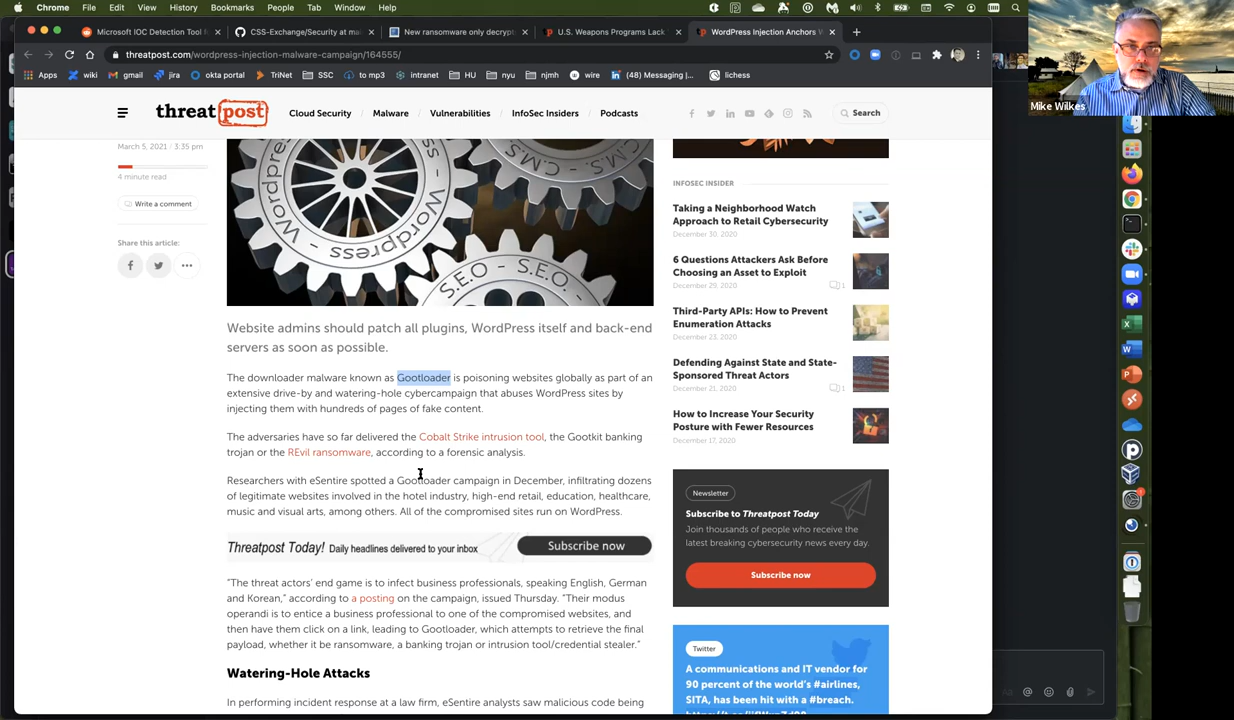 Chrome File Edit View History Bookmarks People Tab Window Help
Microsoft IOC Detection Tool f
CSS-Exchange/Security at mai
New ransomware only decrypt
U.S. Weapons Programs Lack
WordPress Injection Anchors W
threatpost.com/wordpress-injection-malware-campaign/164555/
Apps wiki gmail jira okta portal TriNet SSC to mp3 intranet HU nyu njmh wire (48) Messaging |... lichess
Mike Wilkes
threatpost
Cloud Security Malware Vulnerabilities InfoSec Insiders Podcasts
Search
March 5, 2021 3:35 pm
4 minute read
Write a comment
Share this article:
Wordpress - Wordpress
C.M.S
S.E.O - S.E.O.
Website admins should patch all plugins, WordPress itself and back-end
servers as soon as possible.
The downloader malware known as Gootloader is poisoning websites globally as part of an
extensive drive-by and watering-hole cybercampaign that abuses WordPress sites by
injecting them with hundreds of pages of fake content.
The adversaries have so far delivered the Cobalt Strike intrusion tool, the Gootkit banking
trojan or the REvil ransomware, according to a forensic analysis.
Researchers with eSentire spotted a Gootloader campaign in December, infiltrating dozens
of legitimate websites involved in the hotel industry, high-end retail, education, healthcare,
music and visual arts, among others. All of the compromised sites run on WordPress.
Threatpost Today! Daily headlines delivered to your inbox
Subscribe now
"The threat actors' end game is to infect business professionals, speaking English, German
and Korean," according to a posting on the campaign, issued Thursday. "Their modus
operandi is to entice a business professional to one of the compromised websites, and
then have them click on a link, leading to Gootloader, which attempts to retrieve the final
payload, whether it be ransomware, a banking trojan or intrusion tool/credential stealer."
Watering-Hole Attacks
In performing incident response at a law firm, eSentire analysts saw malicious code being
INFOSEC INSIDER
Taking a Neighborhood Watch
Approach to Retail Cybersecurity
December 30, 2020
6 Questions Attackers Ask Before
Choosing an Asset to Exploit
December 29, 2020
1
Third-Party APIs: How to Prevent
Enumeration Attacks
December 23, 2020
Defending Against State and State-
Sponsored Threat Actors
December 21, 2020
1
How to Increase Your Security
Posture with Fewer Resources
December 17, 2020
Newsletter
Subscribe to Threatpost Today
Join thousands of people who receive the
latest breaking cybersecurity news every day.
Subscribe now
Twitter
A communications and IT vendor for
90 percent of the world's #airlines,
SITA, has been hit with a #breach.